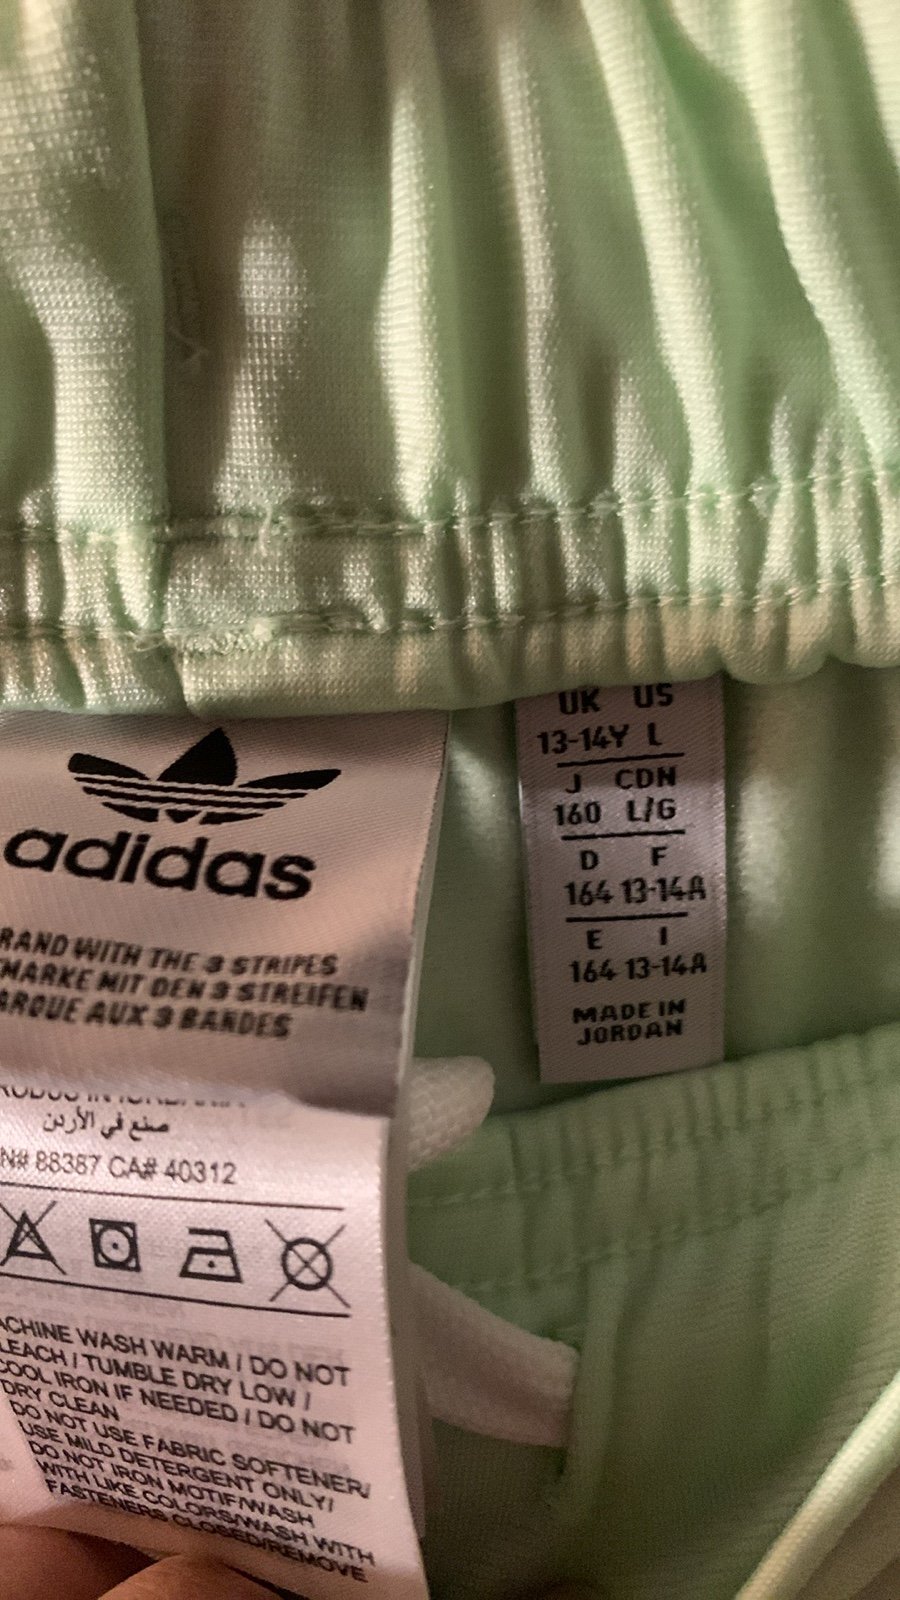 adidas
RAND WITH THE 3 STRIPES
MARKE MIT DEN 3 STREIFEN
ARQUE AUX 3 BANDES
صنع في الأردن
N# 88387 CA# 40312
ACHINE WASH WARM / DO NOT
LEACH / TUMBLE DRY LOW /
COOL IRON IF NEEDED / DO NOT
DRY CLEAN
DO NOT USE FABRIC SOFTENER/
USE MILD DETERGENT ONLY/
DO NOT IRON MOTIF/WASH
WITH LIKE COLORS/WASH WITH
FASTENERS CLOSED/REMOVE
UK US
13-14Y L
J CDN
160 L/G
D F
164 13-14A
E I
164 13-14A
MADE IN
JORDAN